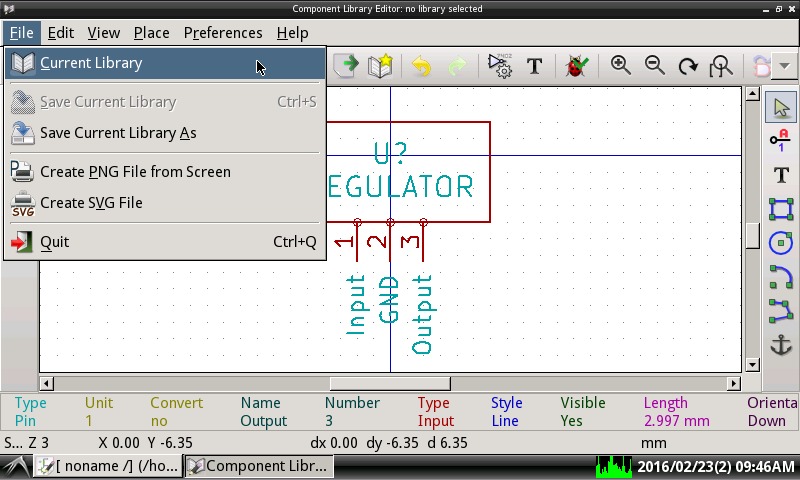 Component Library Editor: no library selected
File Edit View Place Preferences Help
Current Library
Save Current Library Ctrl+S
Save Current Library As
Create PNG File from Screen
SVG Create SVG File
Quit Ctrl+Q
T
A
1
T
U?
EGULATOR
1 2 3
Input GND Output
Type Unit Convert Name Number Type Style Visible Length Orienta
Pin 1 no Output 3 Input Line Yes 2.997 mm Down
S... Z 3 X 0.00 Y -6.35 dx 0.00 dy -6.35 d 6.35 mm
[ noname /] (/ho... Component Libr... 2016/02/23(2) 09:46AM